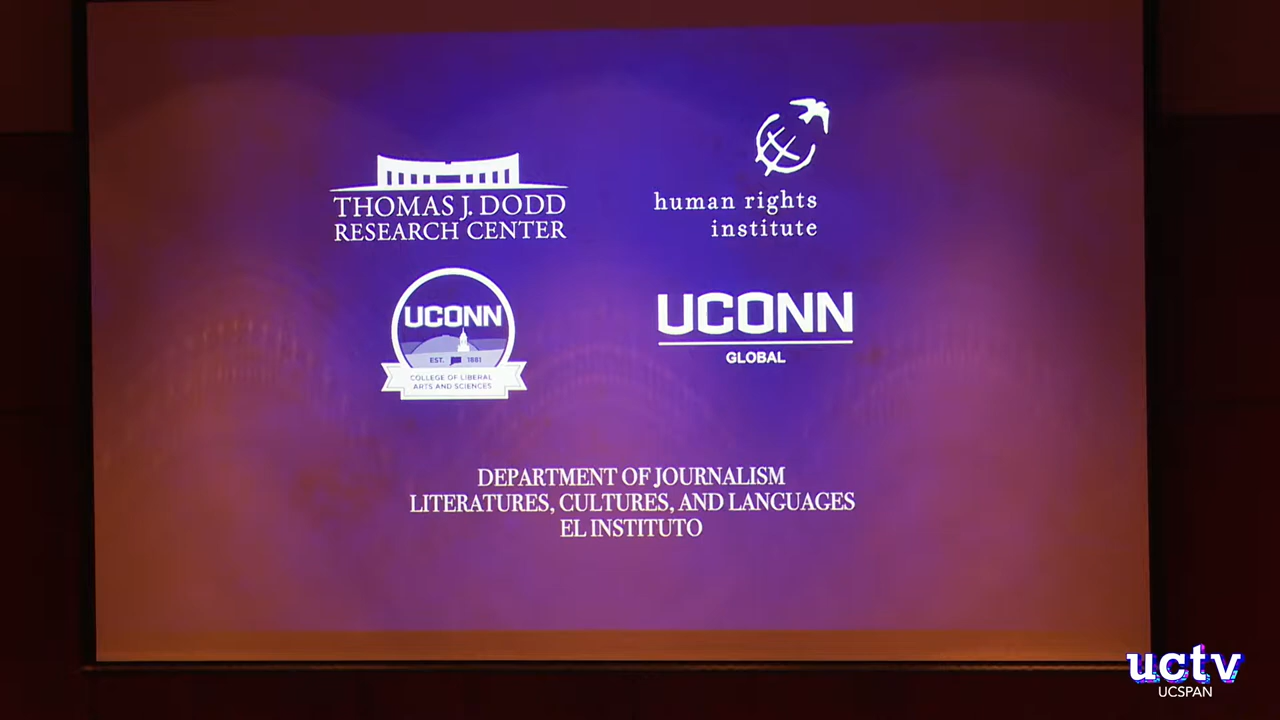 THOMAS J. DODD
RESEARCH CENTER
human rights
institute
UCONN
EST. 1881
COLLEGE OF LIBERAL
ARTS AND SCIENCES
UCONN
GLOBAL
DEPARTMENT OF JOURNALISM
LITERATURES, CULTURES, AND LANGUAGES
EL INSTITUTO
uctv
UCSPAN